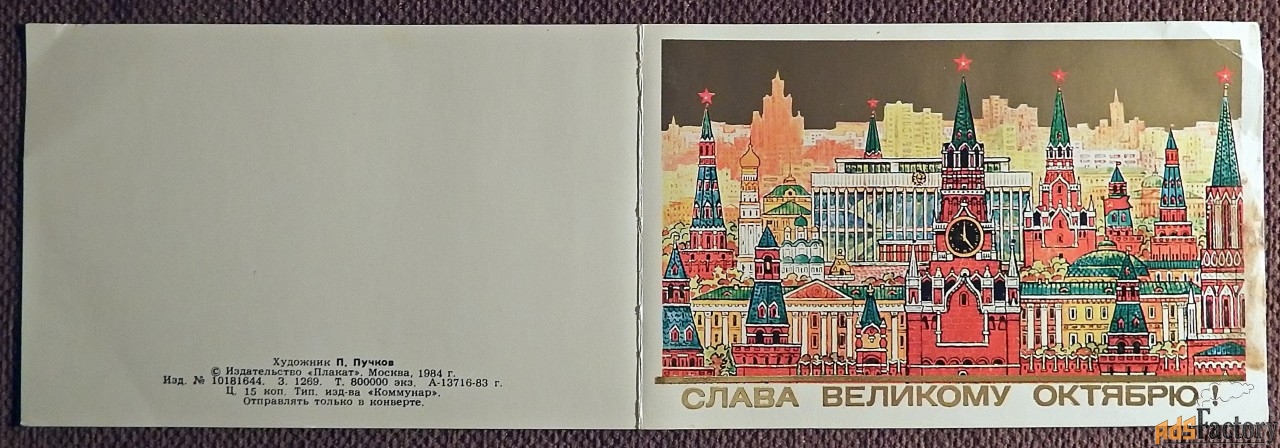 Художник П. Пучков
© Издательство «Плакат». Москва, 1984 г.
Изд. № 10181644. З. 1269. Т. 800000 экз. А-13716-83 г.
Ц. 15 коп. Тип. изд-ва «Коммунар».
Отправлять только в конверте.
СЛАВА ВЕЛИКОМУ ОКТЯБРЮ!
AdsFactory